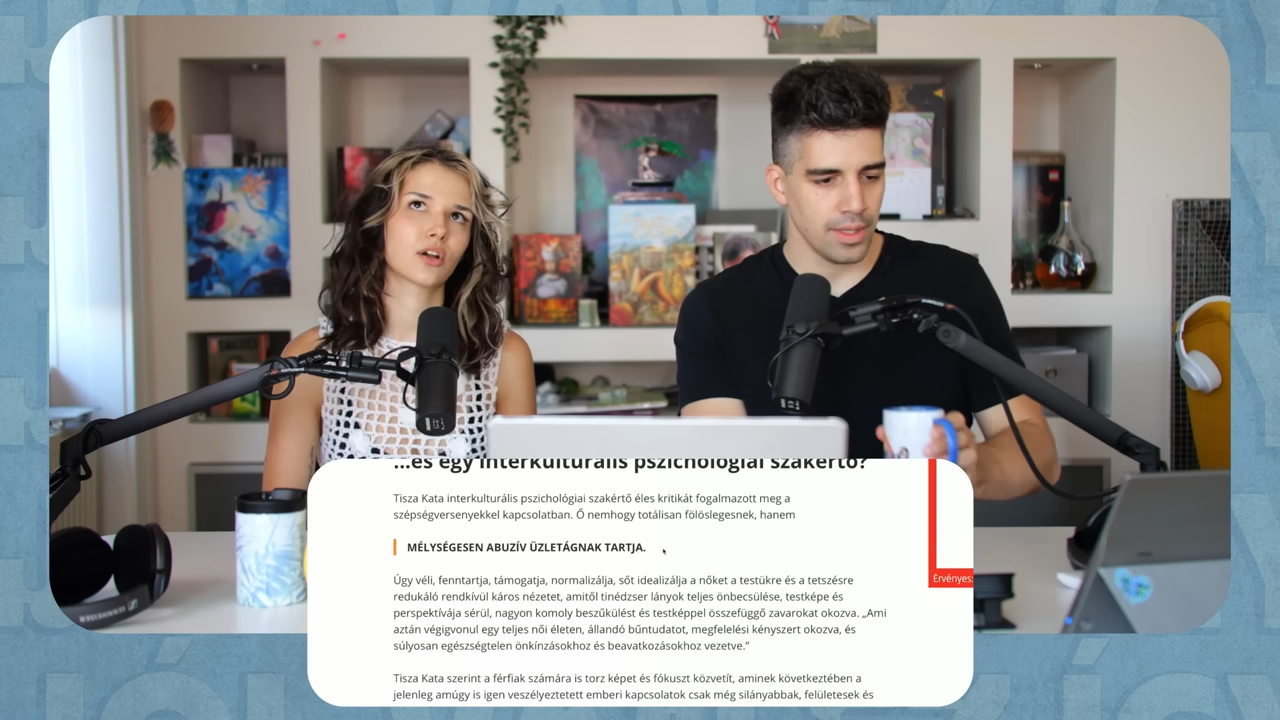 ...és egy interkulturális pszichológiai szakértő?
Tisza Kata interkulturális pszichológiai szakértő éles kritikát fogalmazott meg a
szépségversenyekkel kapcsolatban. Ő nemhogy totálisan fölöslegesnek, hanem
MÉLYSÉGESEN ABUZÍV ÜZLETÁGNAK TARTJA.
Érvényes:
Úgy véli, fenntartja, támogatja, normalizálja, sőt idealizálja a nőket a testükre és a tetszésre
redukáló rendkívül káros nézetet, amitől tinédzser lányok teljes önbecsülése, testképe és
perspektívája sérül, nagyon komoly beszűkülést és testképpel összefüggő zavarokat okozva. „Ami
aztán végigvonul egy teljes női életen, állandó bűntudatot, megfelelési kényszert okozva, és
súlyosan egészségtelen önkínzásokhoz és beavatkozásokhoz vezetve.”
Tisza Kata szerint a férfiak számára is torz képet és fókuszt közvetít, aminek következtében a
jelenleg amúgy is igen veszélyeztetett emberi kapcsolatok csak még silányabbak, felületesek és
SENNHEISER